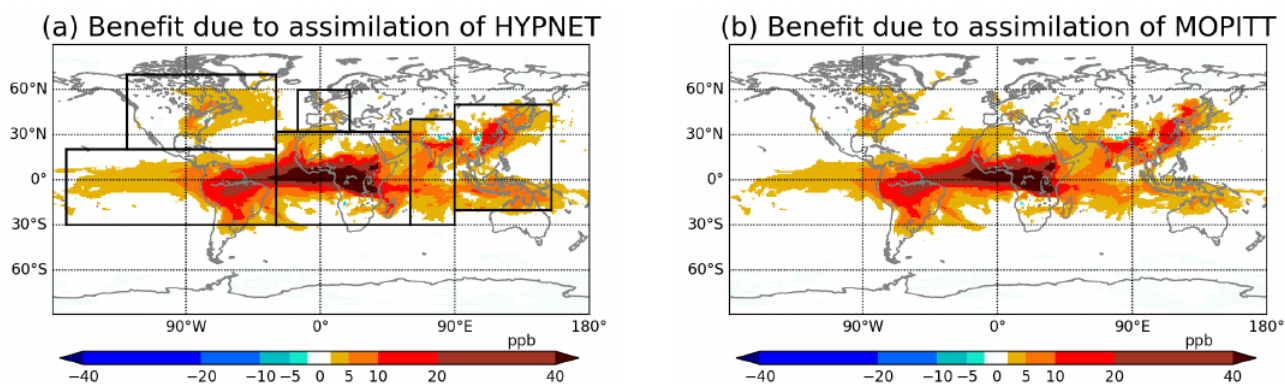 (a) Benefit due to assimilation of HYPNET
60°N
30°N
0°
30°S
60°S
90°W 0° 90°E 180°
ppb
−40 −20 −10 −5 0 5 10 20 40
(b) Benefit due to assimilation of MOPITT
60°N
30°N
0°
30°S
60°S
90°W 0° 90°E 180°
ppb
−40 −20 −10 −5 0 5 10 20 40